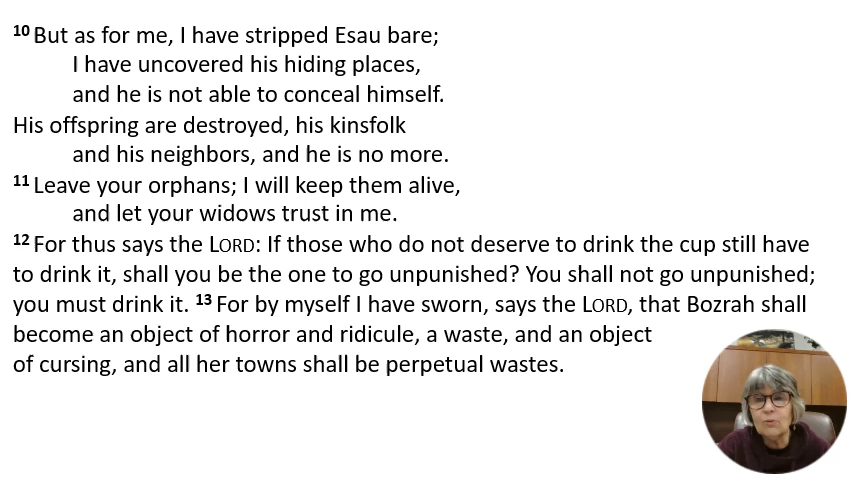 10 But as for me, I have stripped Esau bare;
I have uncovered his hiding places,
and he is not able to conceal himself.
His offspring are destroyed, his kinsfolk
and his neighbors, and he is no more.
11 Leave your orphans; I will keep them alive,
and let your widows trust in me.
12 For thus says the LORD: If those who do not deserve to drink the cup still have
to drink it, shall you be the one to go unpunished? You shall not go unpunished;
you must drink it. 13 For by myself I have sworn, says the LORD, that Bozrah shall
become an object of horror and ridicule, a waste, and an object
of cursing, and all her towns shall be perpetual wastes.